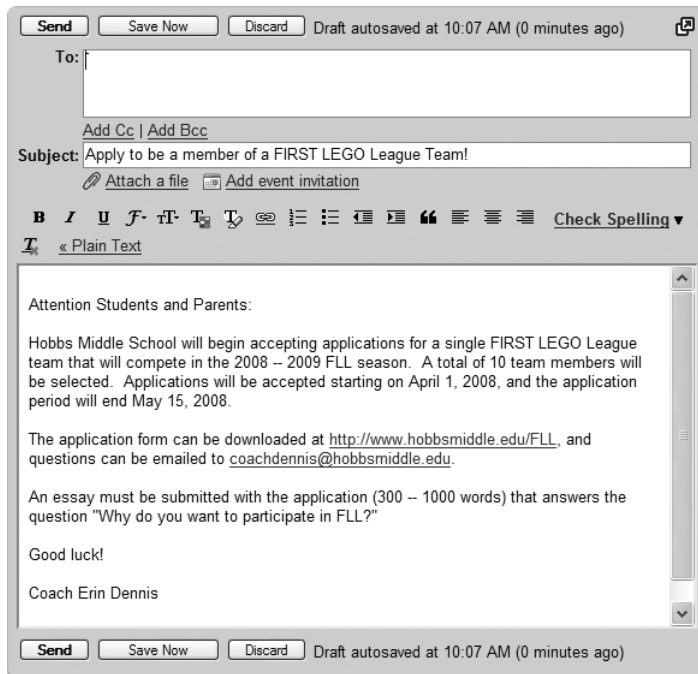 Send Save Now Discard Draft autosaved at 10:07 AM (0 minutes ago)
To:
Add Cc | Add Bcc
Subject: Apply to be a member of a FIRST LEGO League Team!
Attach a file Add event invitation
B I U F T T T Check Spelling ▼
T « Plain Text
Attention Students and Parents:
Hobbs Middle School will begin accepting applications for a single FIRST LEGO League
team that will compete in the 2008 -- 2009 FLL season. A total of 10 team members will
be selected. Applications will be accepted starting on April 1, 2008, and the application
period will end May 15, 2008.
The application form can be downloaded at http://www.hobbsmiddle.edu/FLL, and
questions can be emailed to coachdennis@hobbsmiddle.edu.
An essay must be submitted with the application (300 -- 1000 words) that answers the
question "Why do you want to participate in FLL?"
Good luck!
Coach Erin Dennis
Send Save Now Discard Draft autosaved at 10:07 AM (0 minutes ago)